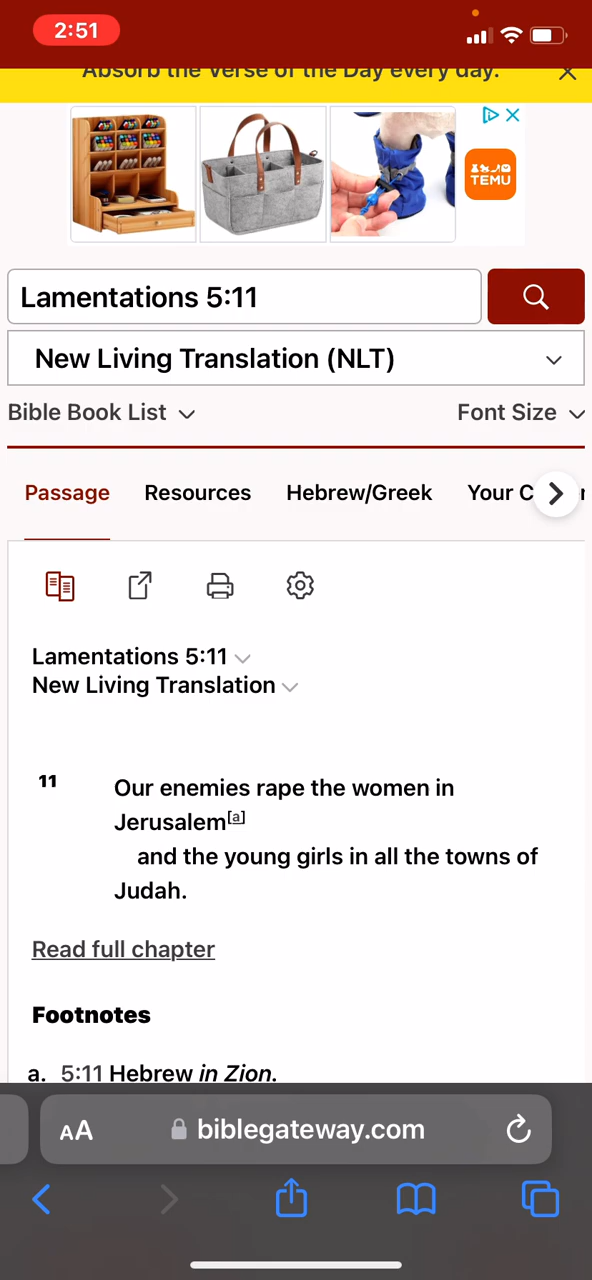 2:51
Absorb the Verse of the Day every day.
TEMU
Lamentations 5:11
New Living Translation (NLT)
Bible Book List
Font Size
Passage Resources Hebrew/Greek Your C
Lamentations 5:11
New Living Translation
11 Our enemies rape the women in
Jerusalem[a]
and the young girls in all the towns of
Judah.
Read full chapter
Footnotes
a. 5:11 Hebrew in Zion.
AA biblegateway.com